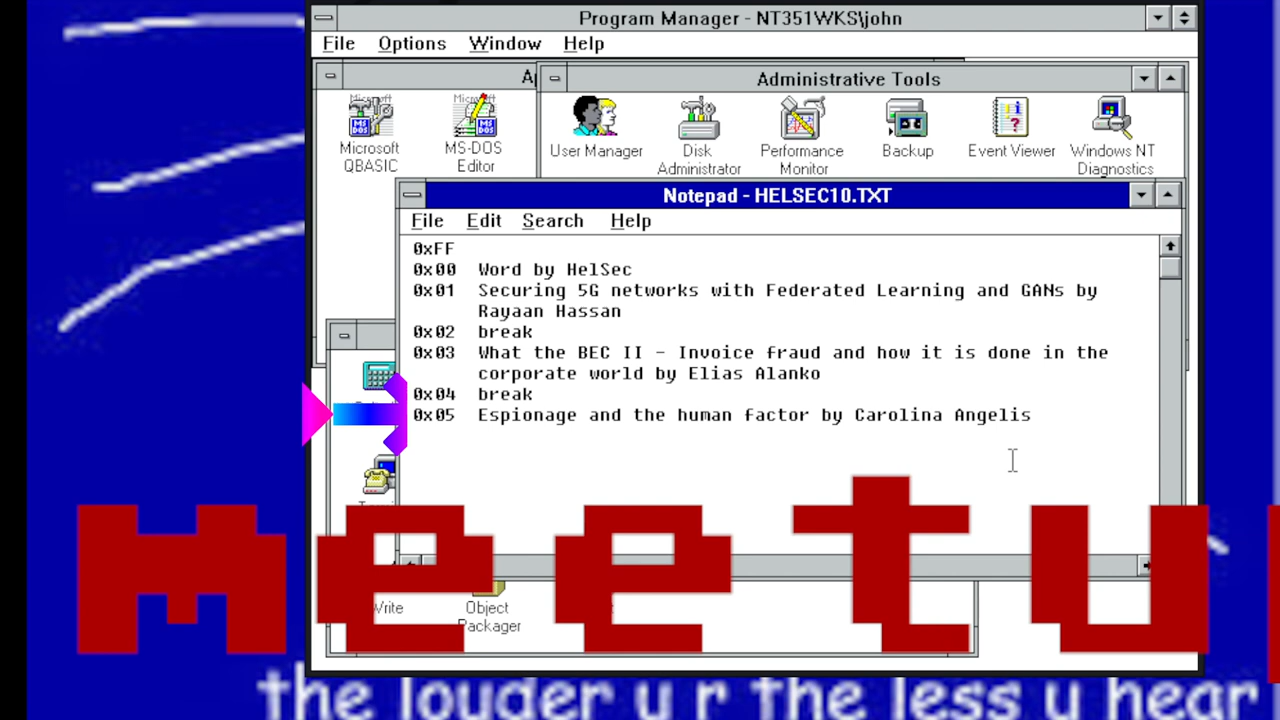 Program Manager - NT351WKS\john
File Options Window Help
Administrative Tools
Microsoft
QBASIC
MS-DOS
Editor
User Manager
Disk
Administrator
Performance
Monitor
Backup
Event Viewer
Windows NT
Diagnostics
Notepad - HELSEC10.TXT
File Edit Search Help
0xFF
0x00 Word by HelSec
0x01 Securing 5G networks with Federated Learning and GANs by
Rayaan Hassan
0x02 break
0x03 What the BEC II - Invoice fraud and how it is done in the
corporate world by Elias Alanko
0x04 break
0x05 Espionage and the human factor by Carolina Angelis
Meetu
Write
Object
Packager
the louder u r the less u hear